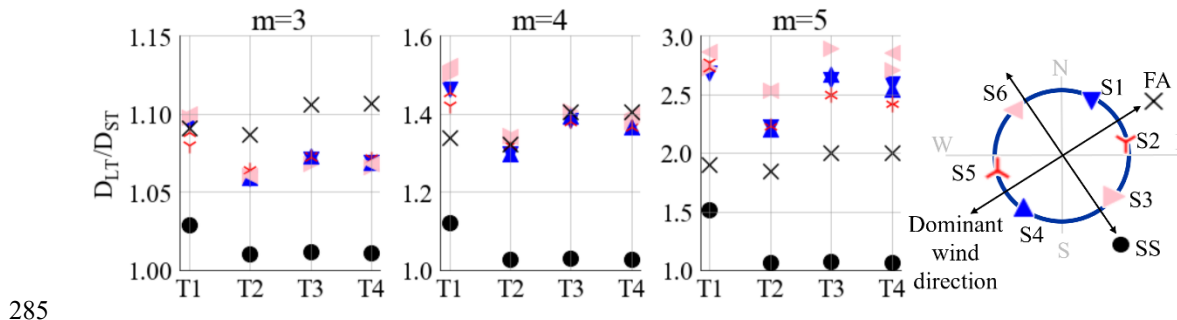 m=3
m=4
m=5
D_LT/D_ST
1.15
1.10
1.05
1.00
T1 T2 T3 T4
1.6
1.4
1.2
1.0
T1 T2 T3 T4
3.0
2.5
2.0
1.5
1.0
T1 T2 T3 T4
N
S1
FA
S6
S2
W
S5
S3
S4
S
SS
Dominant
wind
direction
285